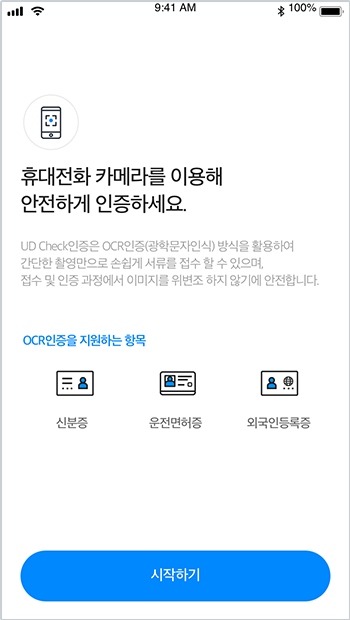 9:41 AM
100%
휴대전화 카메라를 이용해
안전하게 인증하세요.
UD Check인증은 OCR인증(광학문자인식) 방식을 활용하여
간단한 촬영만으로 손쉽게 서류를 접수 할 수 있으며,
접수 및 인증 과정에서 이미지를 위변조 하지 않기에 안전합니다.
OCR인증을 지원하는 항목
신분증
운전면허증
외국인등록증
시작하기